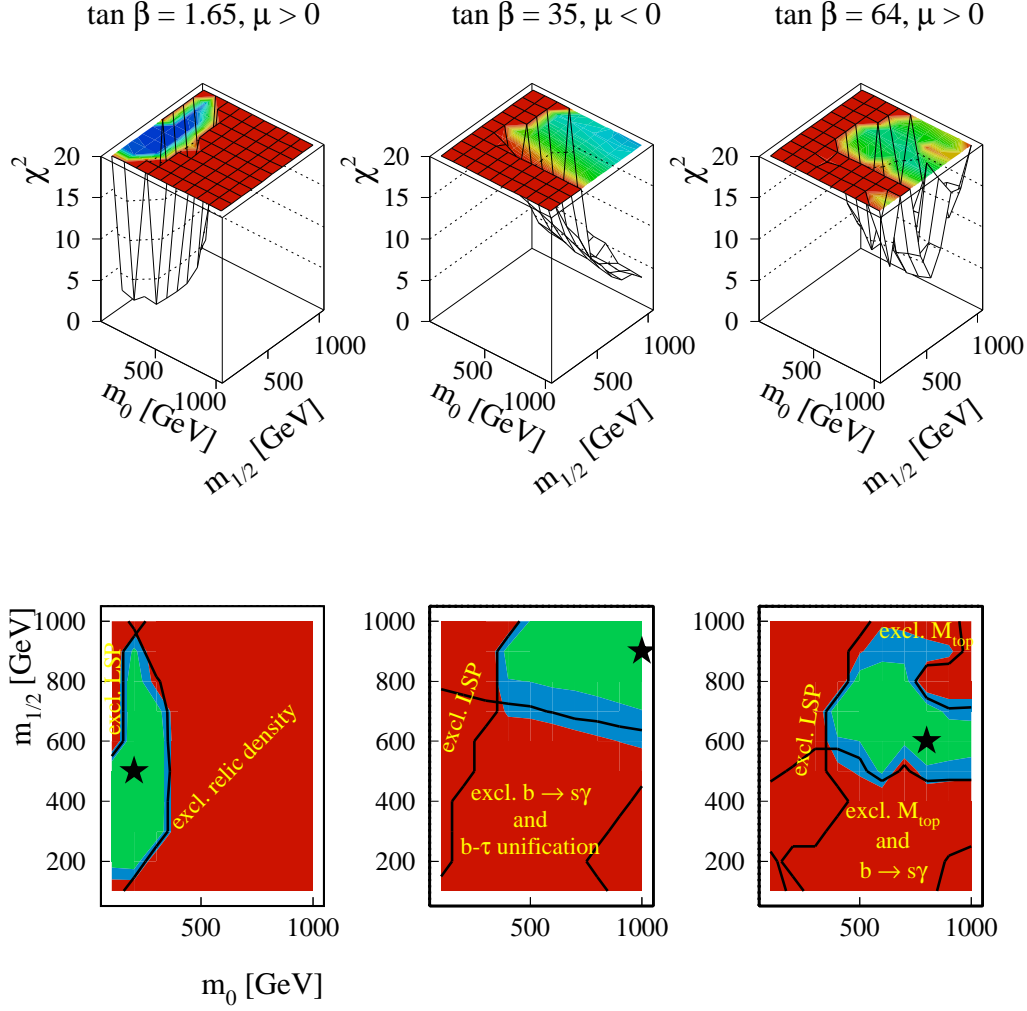 tan β = 1.65, μ > 0
tan β = 35, μ < 0
tan β = 64, μ > 0
χ²
20
15
10
5
0
500
1000
m₀ [GeV]
500
1000
m₁/₂ [GeV]
χ²
20
15
10
5
0
500
1000
m₀ [GeV]
500
1000
m₁/₂ [GeV]
χ²
20
15
10
5
0
500
1000
m₀ [GeV]
500
1000
m₁/₂ [GeV]
m₁/₂ [GeV]
1000
800
600
400
200
500
1000
excl. LSP
excl. relic density
1000
800
600
400
200
500
1000
excl. LSP
excl. b → sγ
and
b-τ unification
1000
800
600
400
200
500
1000
excl. M_top
excl. LSP
excl. M_top
and
b → sγ
m₀ [GeV]